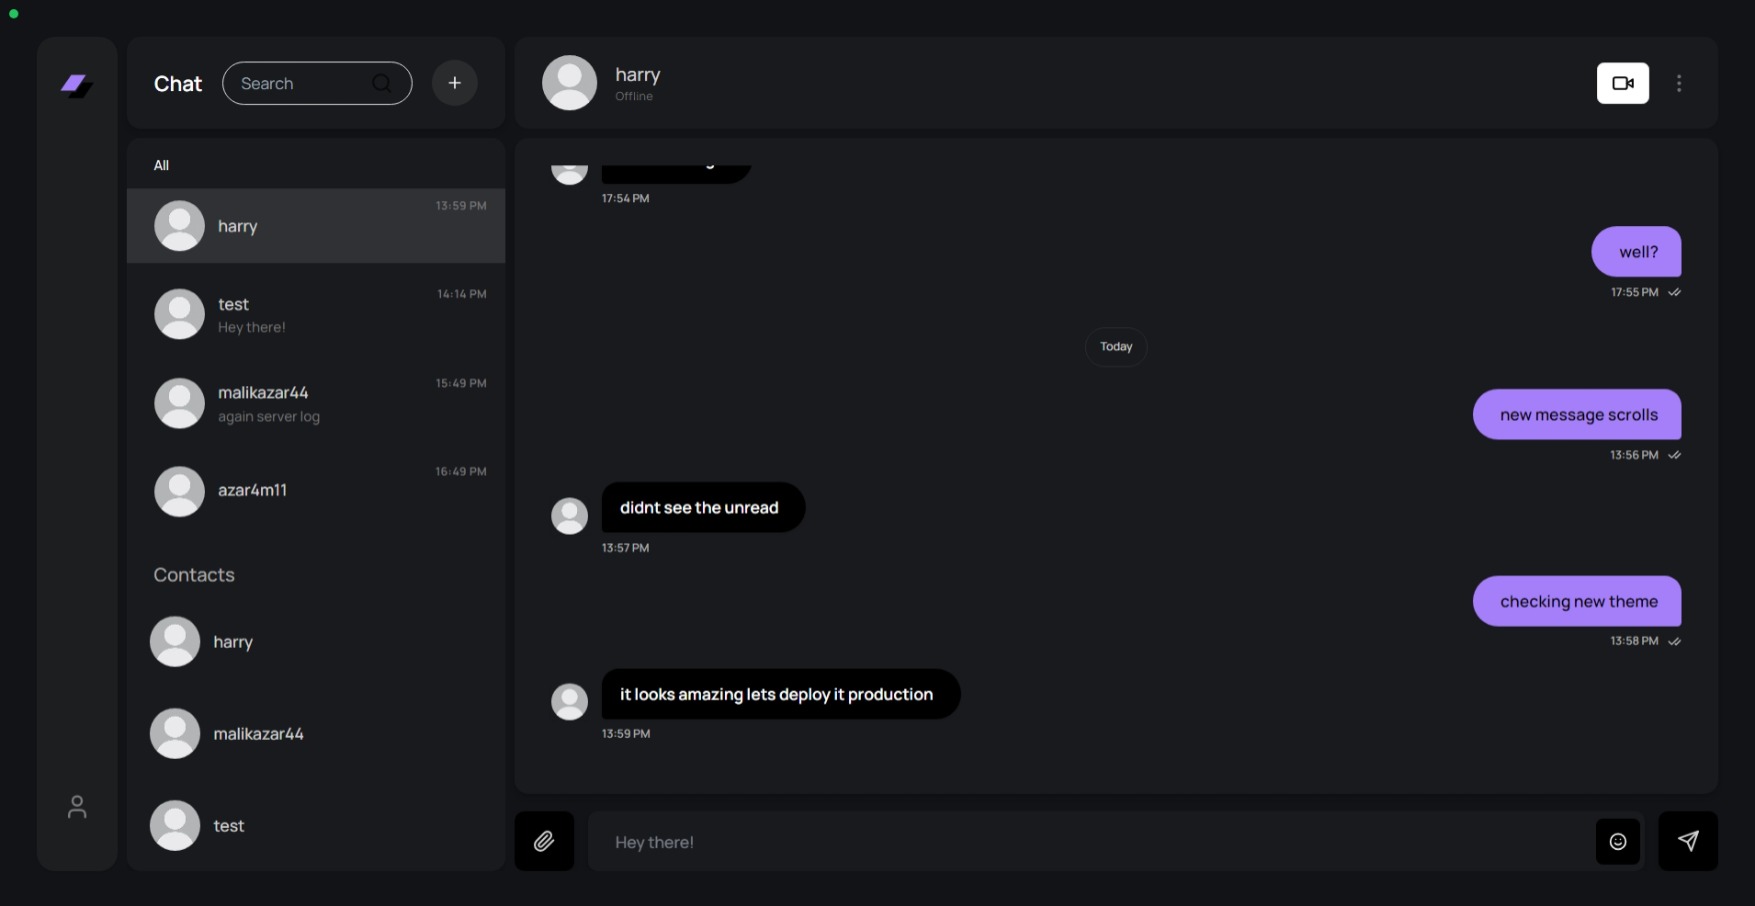 Chat
Search
+
harry
Offline
All
harry
13:59 PM
test
14:14 PM
Hey there!
malikazar44
15:49 PM
again server log
azar4m11
16:49 PM
Contacts
harry
malikazar44
test
17:54 PM
well?
17:55 PM
Today
new message scrolls
13:56 PM
didnt see the unread
13:57 PM
checking new theme
13:58 PM
it looks amazing lets deploy it production
13:59 PM
Hey there!